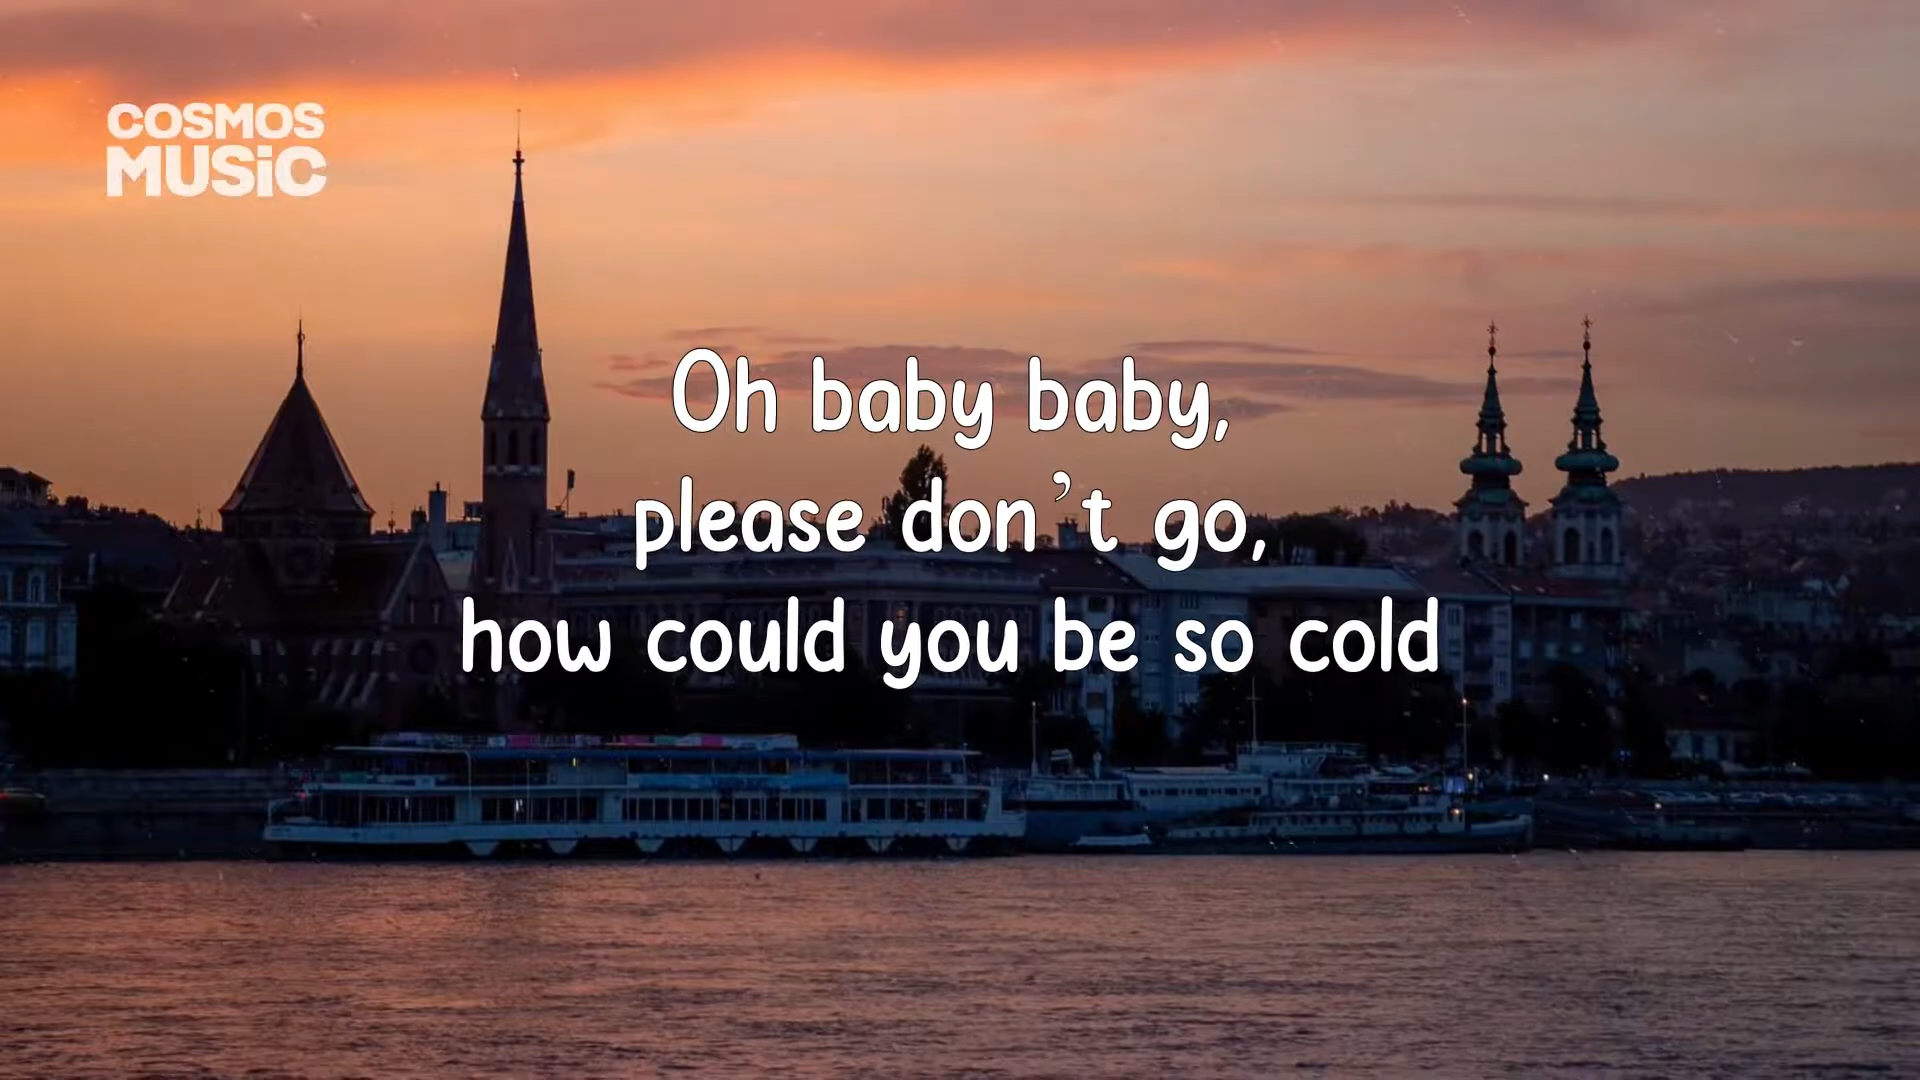 COSMOS
MUSiC
Oh baby baby,
please don’t go,
how could you be so cold